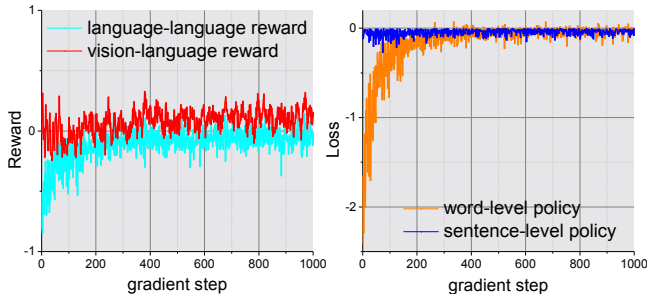 1
0
-1
Reward
language-language reward
vision-language reward
0 200 400 600 800 1000
gradient step
0
-1
-2
Loss
word-level policy
sentence-level policy
0 200 400 600 800 1000
gradient step